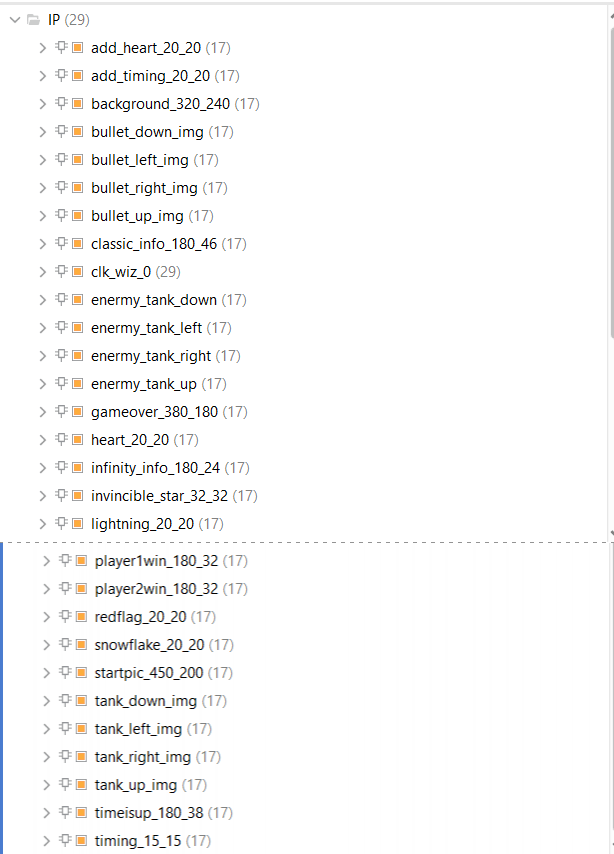 IP (29)
add_heart_20_20 (17)
add_timing_20_20 (17)
background_320_240 (17)
bullet_down_img (17)
bullet_left_img (17)
bullet_right_img (17)
bullet_up_img (17)
classic_info_180_46 (17)
clk_wiz_0 (29)
enermy_tank_down (17)
enermy_tank_left (17)
enermy_tank_right (17)
enermy_tank_up (17)
gameover_380_180 (17)
heart_20_20 (17)
infinity_info_180_24 (17)
invincible_star_32_32 (17)
lightning_20_20 (17)
player1win_180_32 (17)
player2win_180_32 (17)
redflag_20_20 (17)
snowflake_20_20 (17)
startpic_450_200 (17)
tank_down_img (17)
tank_left_img (17)
tank_right_img (17)
tank_up_img (17)
timeisup_180_38 (17)
timing_15_15 (17)